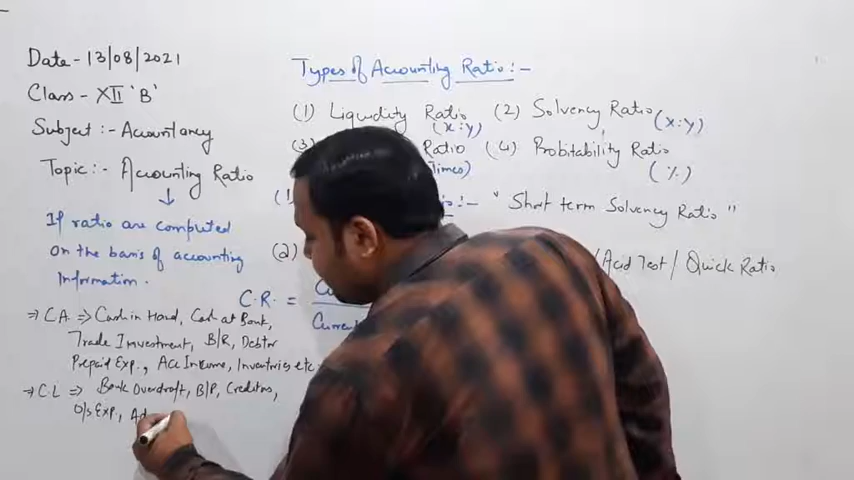 Date - 13/08/2021
Class - XII 'B'
Subject :- Accountancy
Topic :- Accounting Ratio
If ratio are computed
on the basis of accounting
Information.
Types of Accounting Ratio :-
(1) Liquidity Ratio (2) Solvency Ratio
(x:y) (x:y)
(3) Ratio (4) Probitability Ratio
Times) (%)
(1) :- " Short term Solvency Ratio "
(2) (Acid Test / Quick Ratio
C.R. =
Current
⇒ C.A. ⇒ Cash in Hand, Cash at Bank,
Trade Investment, B/R, Debtor
Prepaid Exp., Acc Income, Inventories etc.
→ C.L ⇒ Bank Overdraft, B/P, Creditors,
O/s Exp., Ad